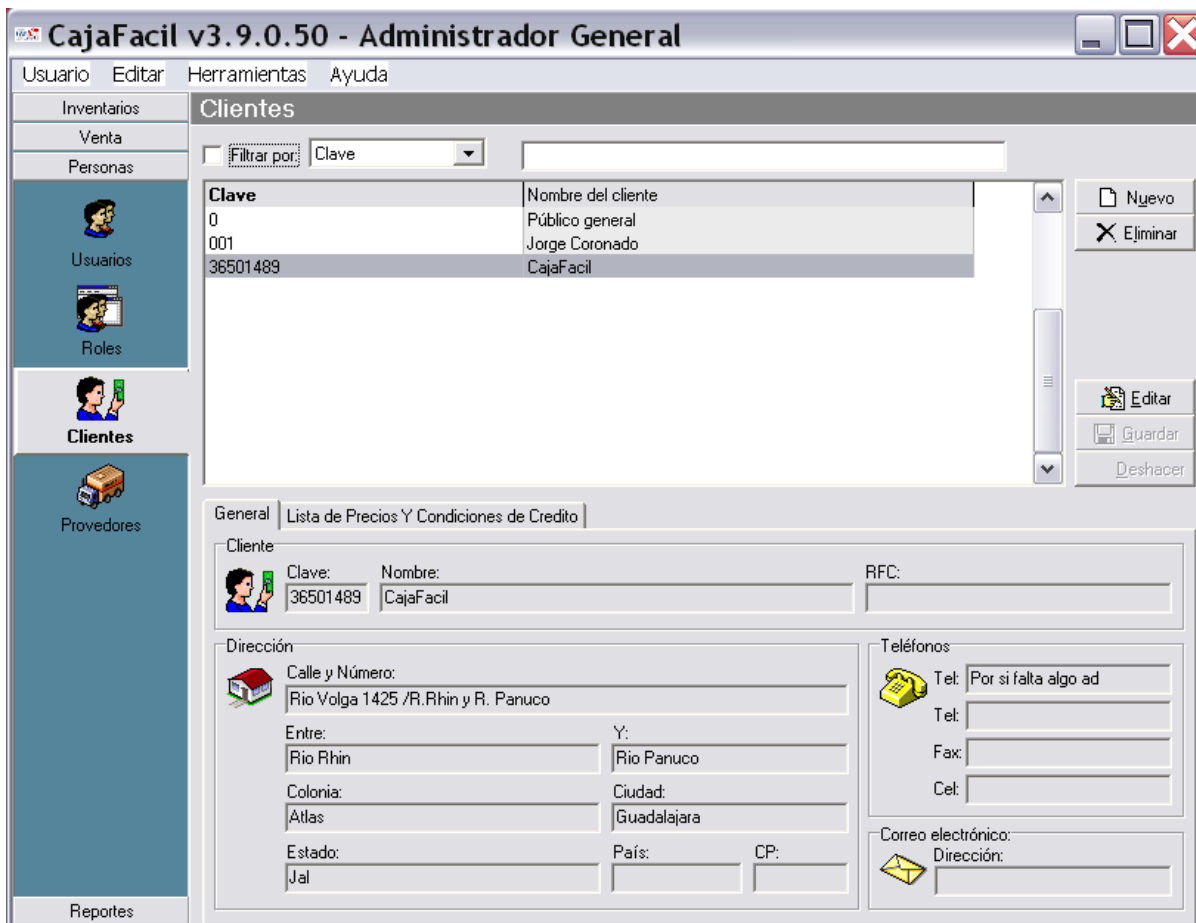 CajaFacil v3.9.0.50 - Administrador General
Usuario Editar Herramientas Ayuda
Inventarios
Venta
Personas
Usuarios
Roles
Clientes
Provedores
Reportes
Clientes
Filtrar por: Clave
Clave Nombre del cliente
0 Público general
001 Jorge Coronado
36501489 CajaFacil
Nuevo
Eliminar
Editar
Guardar
Deshacer
General Lista de Precios Y Condiciones de Credito
Cliente
Clave: Nombre: RFC:
36501489 CajaFacil
Dirección
Calle y Número:
Rio Volga 1425 /R.Rhin y R. Panuco
Entre: Y:
Rio Rhin Rio Panuco
Colonia: Ciudad:
Atlas Guadalajara
Estado: País: CP:
Jal
Teléfonos
Tel: Por si falta algo ad
Tel:
Fax:
Cel:
Correo electrónico:
Dirección: